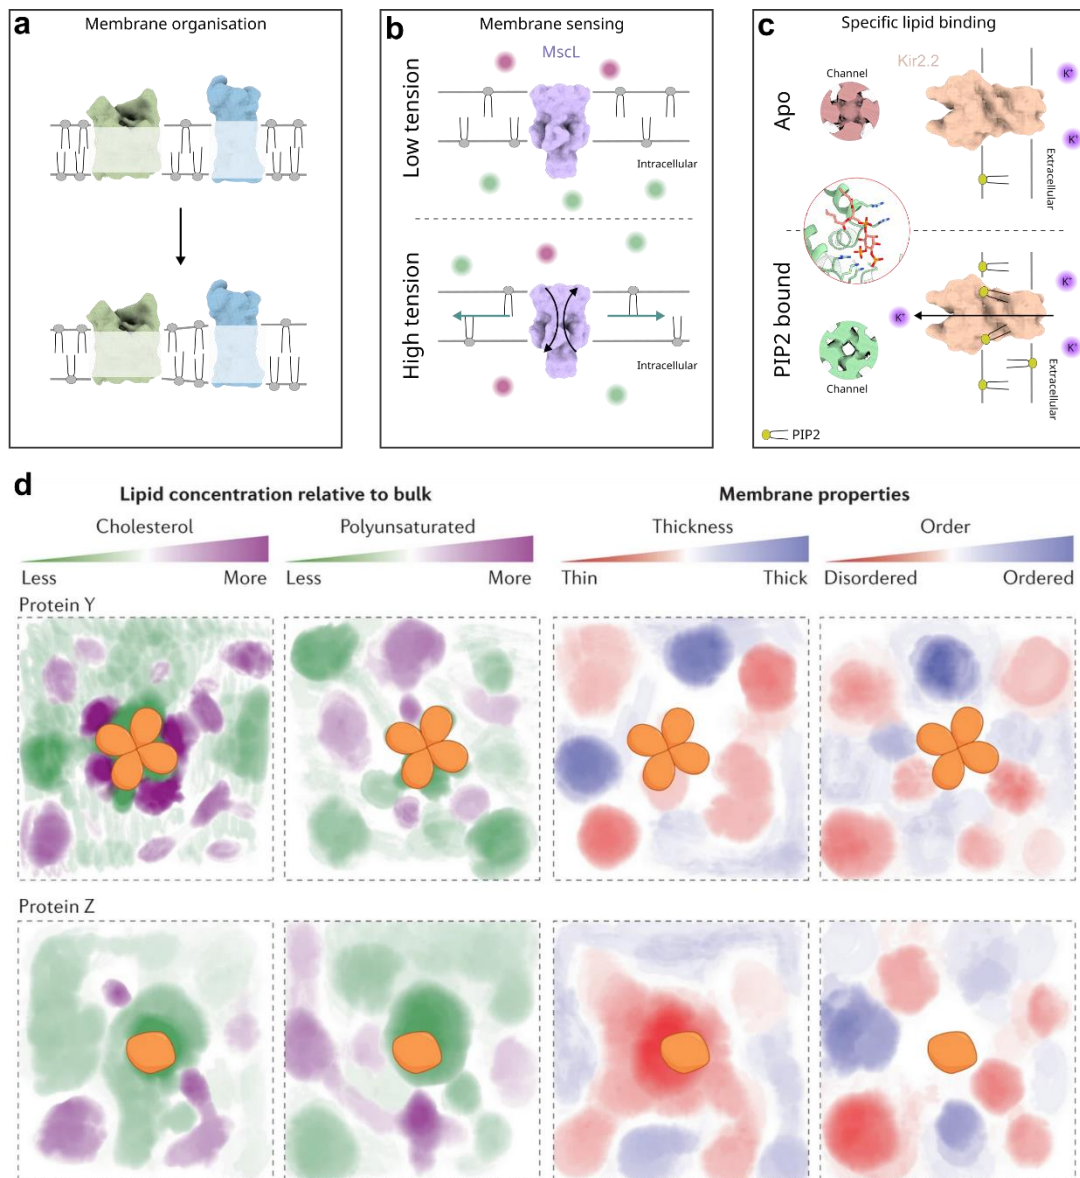 a
Membrane organisation
b
Membrane sensing
MscL
Low tension
Intracellular
High tension
Intracellular
c
Specific lipid binding
Kir2.2
Apo
Channel
K+
K+
Extracellular
PIP2 bound
K+
K+
K+
Channel
Extracellular
PIP2
d
Lipid concentration relative to bulk
Membrane properties
Cholesterol
Polyunsaturated
Thickness
Order
Less
More
Less
More
Thin
Thick
Disordered
Ordered
Protein Y
Protein Z